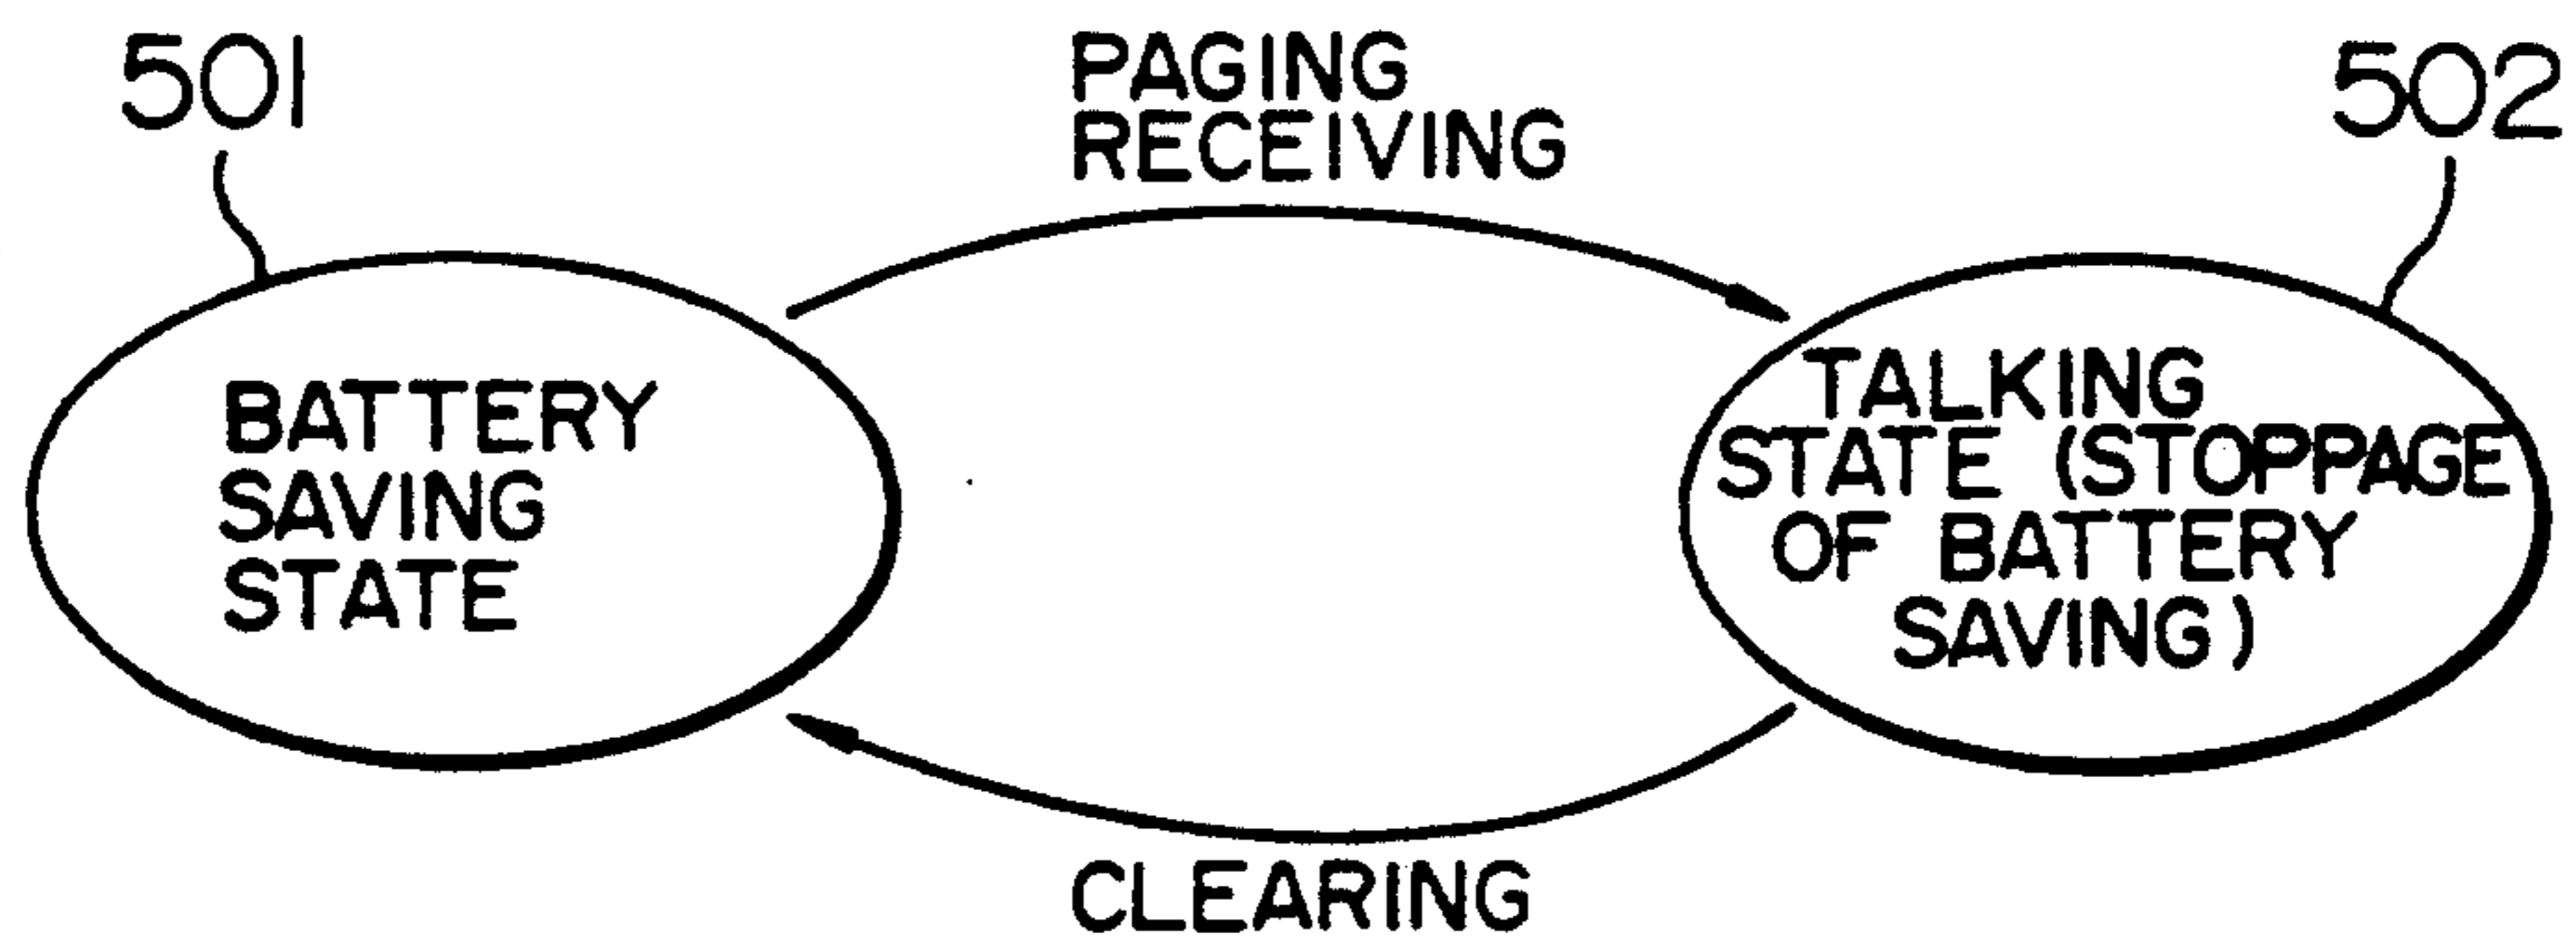 501
PAGING
RECEIVING
502
BATTERY
SAVING
STATE
TALKING
STATE (STOPPAGE
OF BATTERY
SAVING)
CLEARING